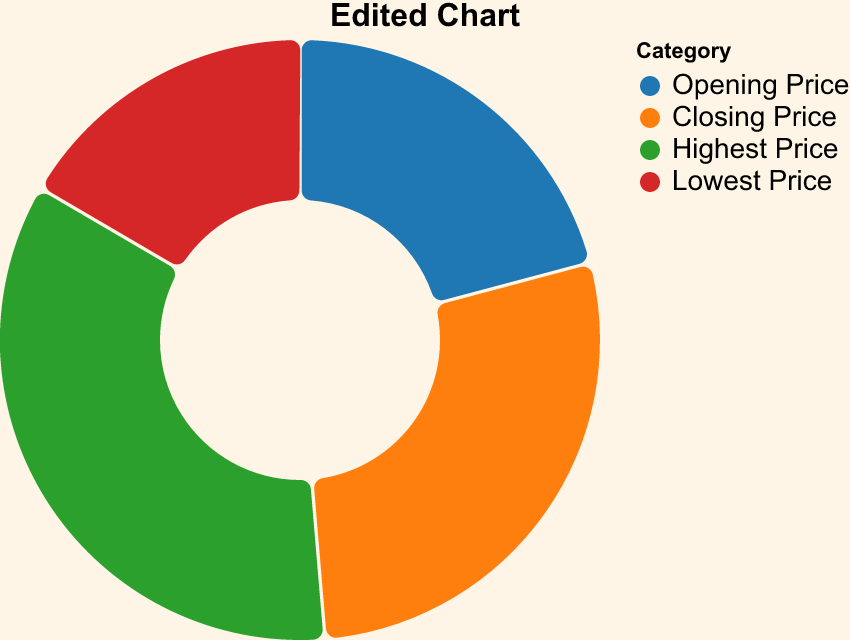 Edited Chart
Category
Opening Price
Closing Price
Highest Price
Lowest Price